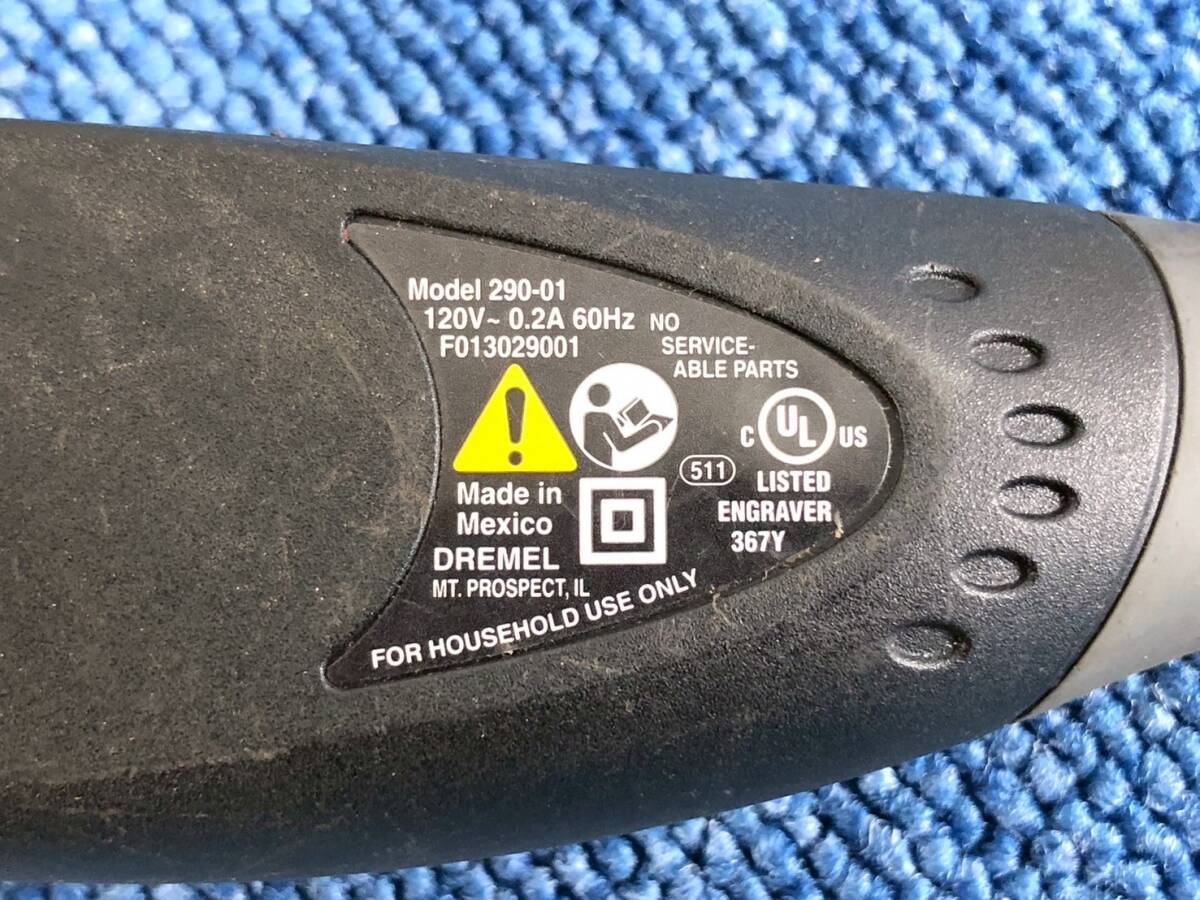 Model 290-01
120V~ 0.2A 60Hz
F013029001
NO
SERVICE-
ABLE PARTS
C UL US
LISTED
ENGRAVER
367Y
511
Made in
Mexico
DREMEL
MT. PROSPECT, IL
FOR HOUSEHOLD USE ONLY